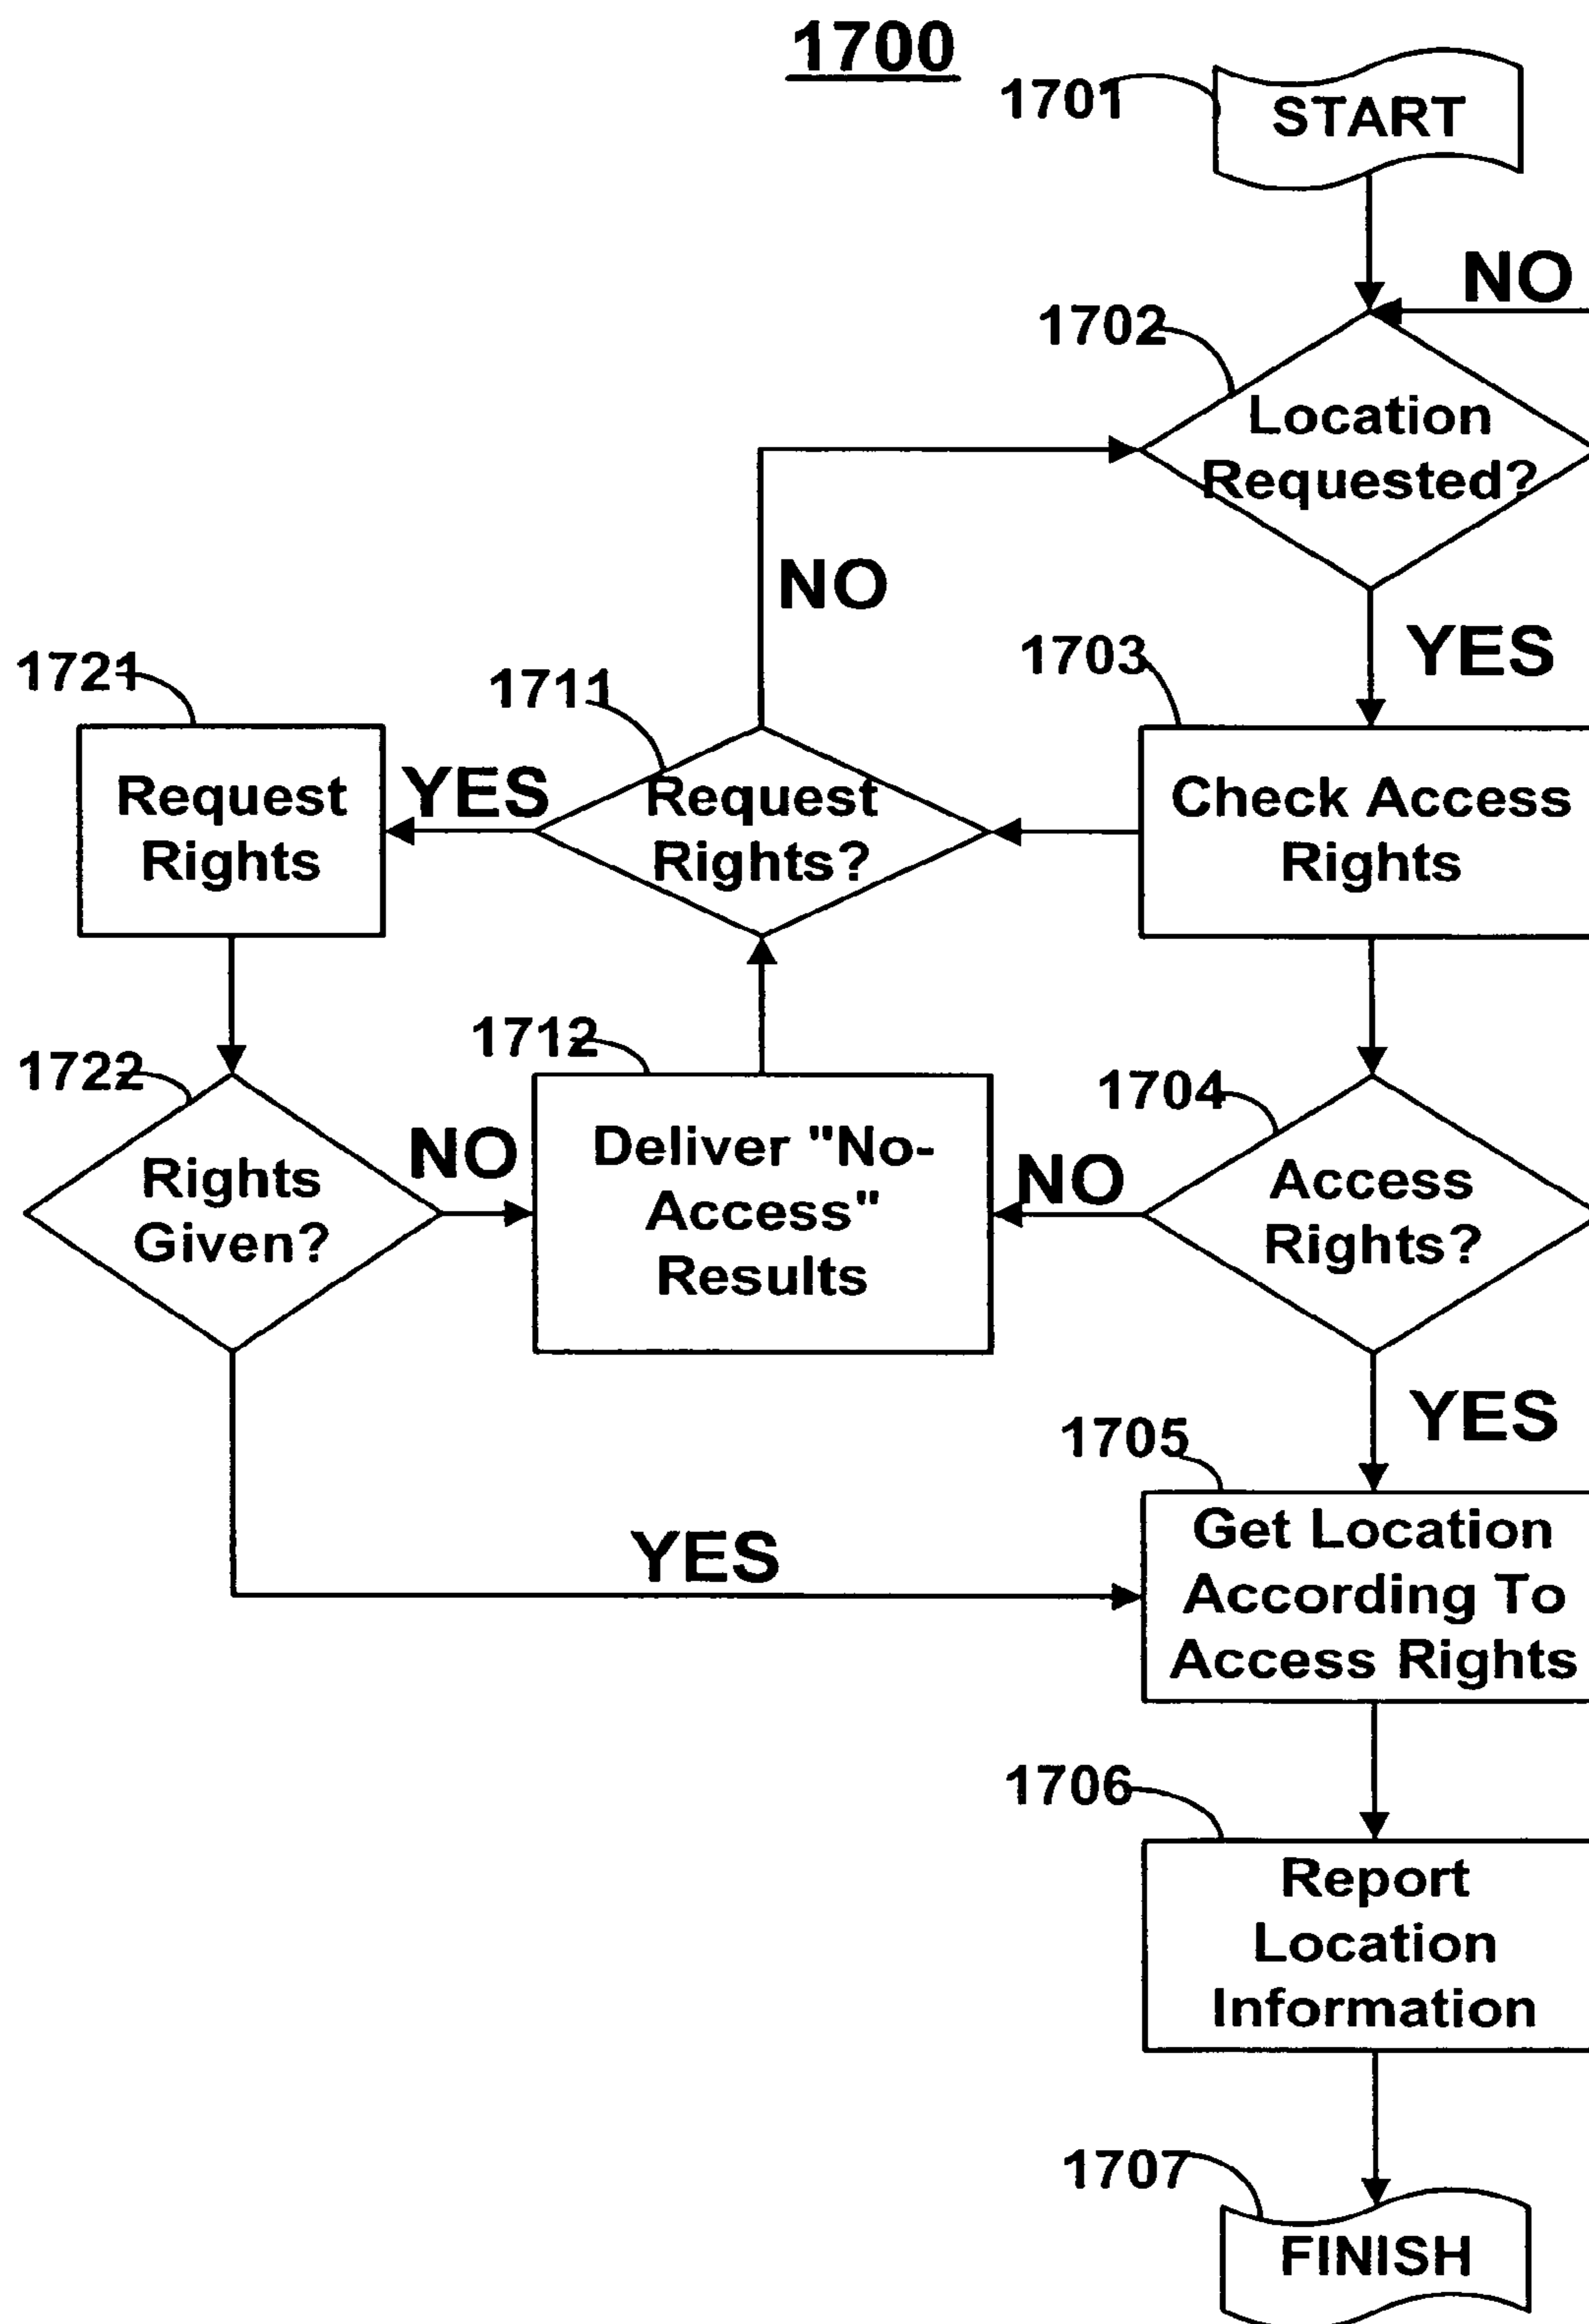 1700
1701
START
NO
1702
Location
Requested?
NO
YES
1721
1711
1703
Request
Rights
YES
Request
Rights?
Check Access
Rights
1722
1712
1704
Rights
Given?
NO
Deliver "No-
Access"
Results
NO
Access
Rights?
YES
1705
YES
Get Location
According To
Access Rights
1706
Report
Location
Information
1707
FINISH